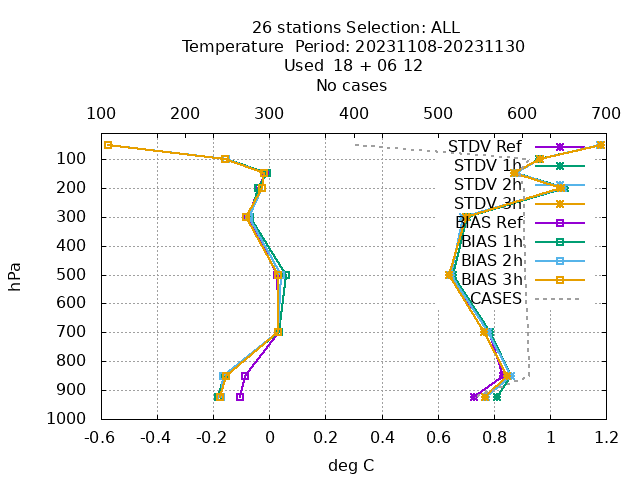 26 stations Selection: ALL
Temperature  Period: 20231108-20231130
Used  18 + 06 12
No cases
100 200 300 400 500 600 700
STDV Ref
STDV 1h
STDV 2h
STDV 3h
BIAS Ref
BIAS 1h
BIAS 2h
BIAS 3h
CASES
hPa
100
200
300
400
500
600
700
800
900
1000
-0.6 -0.4 -0.2 0 0.2 0.4 0.6 0.8 1 1.2
deg C